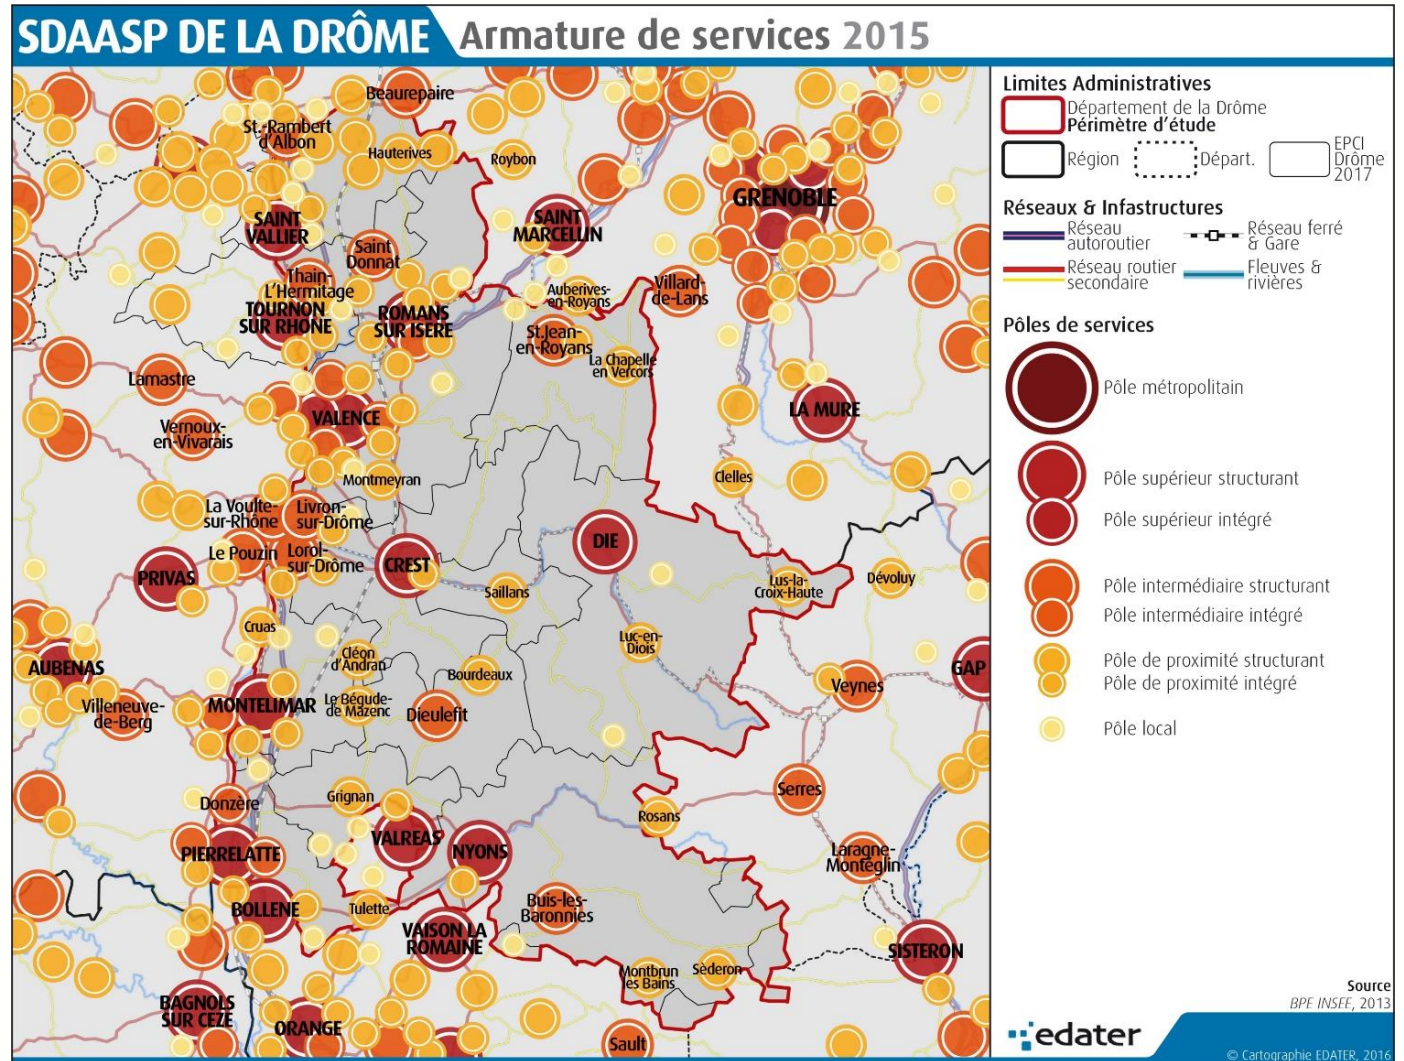 SDAASP DE LA DRÔME
Armature de services 2015
Beaurepaire
St.-Rambert
d'Albon
Hauterives
Roybon
GRENOBLE
SAINT
VALLIER
SAINT
MARCELLIN
Saint
Donnat
Thain-
L'Hermitage
TOURNON
SUR RHONE
ROMANS
SUR ISERE
Auberives-
en-Royans
Villard-
de-Lans
St.Jean-
en-Royans
La Chapelle
en Vercors
Lamastre
VALENCE
LA MURE
Vernoux-
en-Vivarais
Montmeyran
Clelles
La Voulte-
sur-Rhône
Livron-
sur-Drôme
Le Pouzin
Lorol-
sur-Drôme
CREST
DIE
PRIVAS
Saillans
Lus-la-
Croix-Haute
Dévoluy
Cruas
Luc-en-
Diois
Cléon
d'Andran
Bourdeaux
AUBENAS
GAP
Villeneuve-
de-Berg
MONTELIMAR
Le Bégude-
de Mazenc
Dieulefit
Veynes
Donzère
Grignan
Rosans
Serres
PIERRELATTE
VALREAS
NYONS
Laragne-
Montéglin
BOLLENE
Tulette
Buis-les-
Baronnies
VAISON LA
ROMAINE
SISTERON
Montbrun
les Bains
Sèderon
BAGNOLS
SUR CEZE
ORANGE
Sault
Limites Administratives
Département de la Drôme
Périmètre d'étude
Région
Départ.
EPCI
Drôme
2017
Réseaux & Infastructures
Réseau
autoroutier
Réseau ferré
& Gare
Réseau routier
secondaire
Fleuves &
rivières
Pôles de services
Pôle métropolitain
Pôle supérieur structurant
Pôle supérieur intégré
Pôle intermédiaire structurant
Pôle intermédiaire intégré
Pôle de proximité structurant
Pôle de proximité intégré
Pôle local
Source
BPE INSEE, 2013
edater
© Cartographie EDATER, 2016